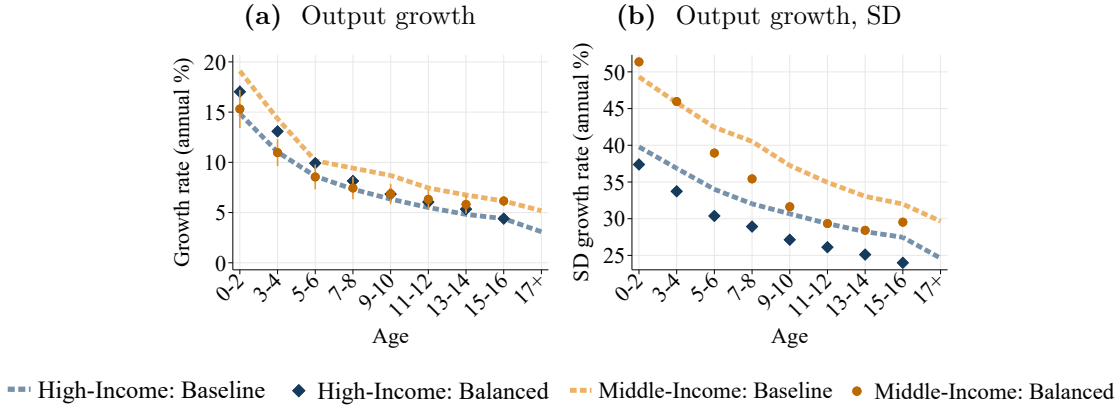 (a) Output growth
Growth rate (annual %)
20
15
10
5
0
0-2
3-4
5-6
7-8
9-10
11-12
13-14
15-16
17+
Age
(b) Output growth, SD
SD growth rate (annual %)
50
45
40
35
30
25
0-2
3-4
5-6
7-8
9-10
11-12
13-14
15-16
17+
Age
High-Income: Baseline
High-Income: Balanced
Middle-Income: Baseline
Middle-Income: Balanced